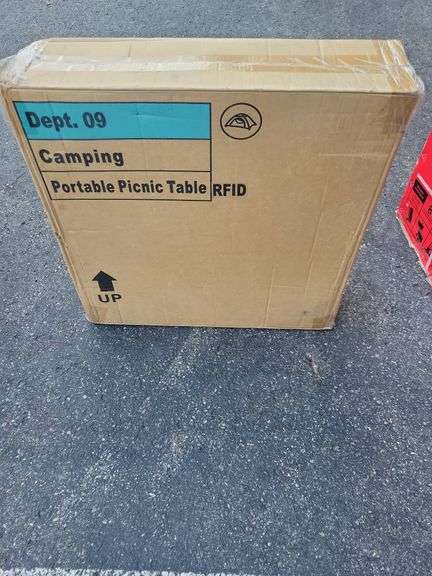 Dept. 09
Camping
Portable Picnic Table RFID
UP